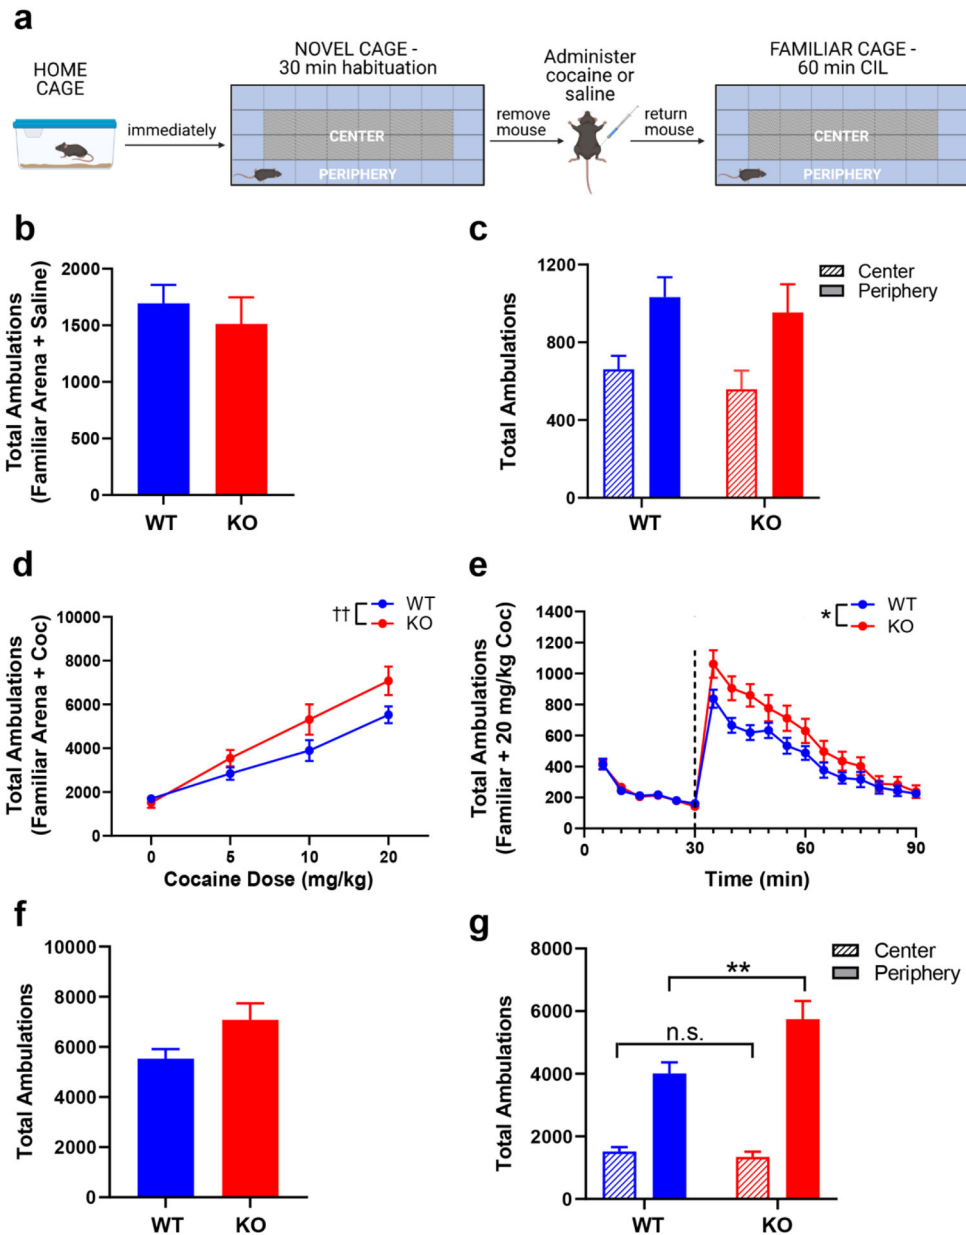 a
HOME
CAGE
immediately
NOVEL CAGE -
30 min habituation
CENTER
PERIPHERY
remove
mouse
Administer
cocaine or
saline
return
mouse
FAMILIAR CAGE -
60 min CIL
CENTER
PERIPHERY
b
Total Ambulations
(Familiar Arena + Saline)
2000
1500
1000
500
0
WT
KO
c
Total Ambulations
1200
800
400
0
Center
Periphery
WT
KO
d
Total Ambulations
(Familiar Arena + Coc)
10000
8000
6000
4000
2000
0
††
WT
KO
0
5
10
20
Cocaine Dose (mg/kg)
e
Total Ambulations
(Familiar + 20 mg/kg Coc)
1400
1200
1000
800
600
400
200
0
*
WT
KO
0
30
60
90
Time (min)
f
Total Ambulations
10000
8000
6000
4000
2000
0
WT
KO
g
Total Ambulations
8000
6000
4000
2000
0
**
n.s.
Center
Periphery
WT
KO